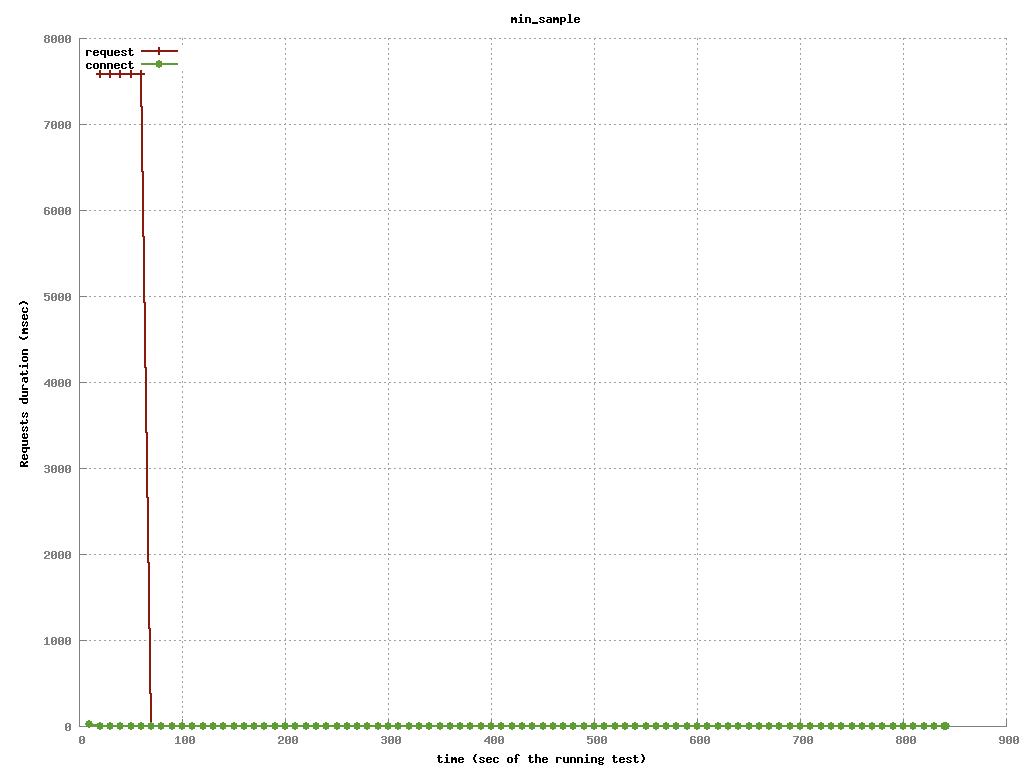 min_sample
request
connect
8000
7000
6000
5000
4000
3000
2000
1000
0
Requests duration (msec)
0 100 200 300 400 500 600 700 800 900
time (sec of the running test)